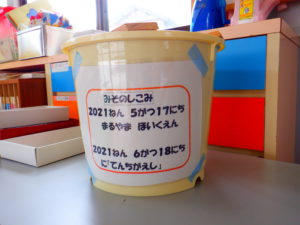 みそのしこみ
2021ねん 5がつ17にち
まるやま ほいくえん
2021ねん 6がつ18にち
に「てんちがえし」